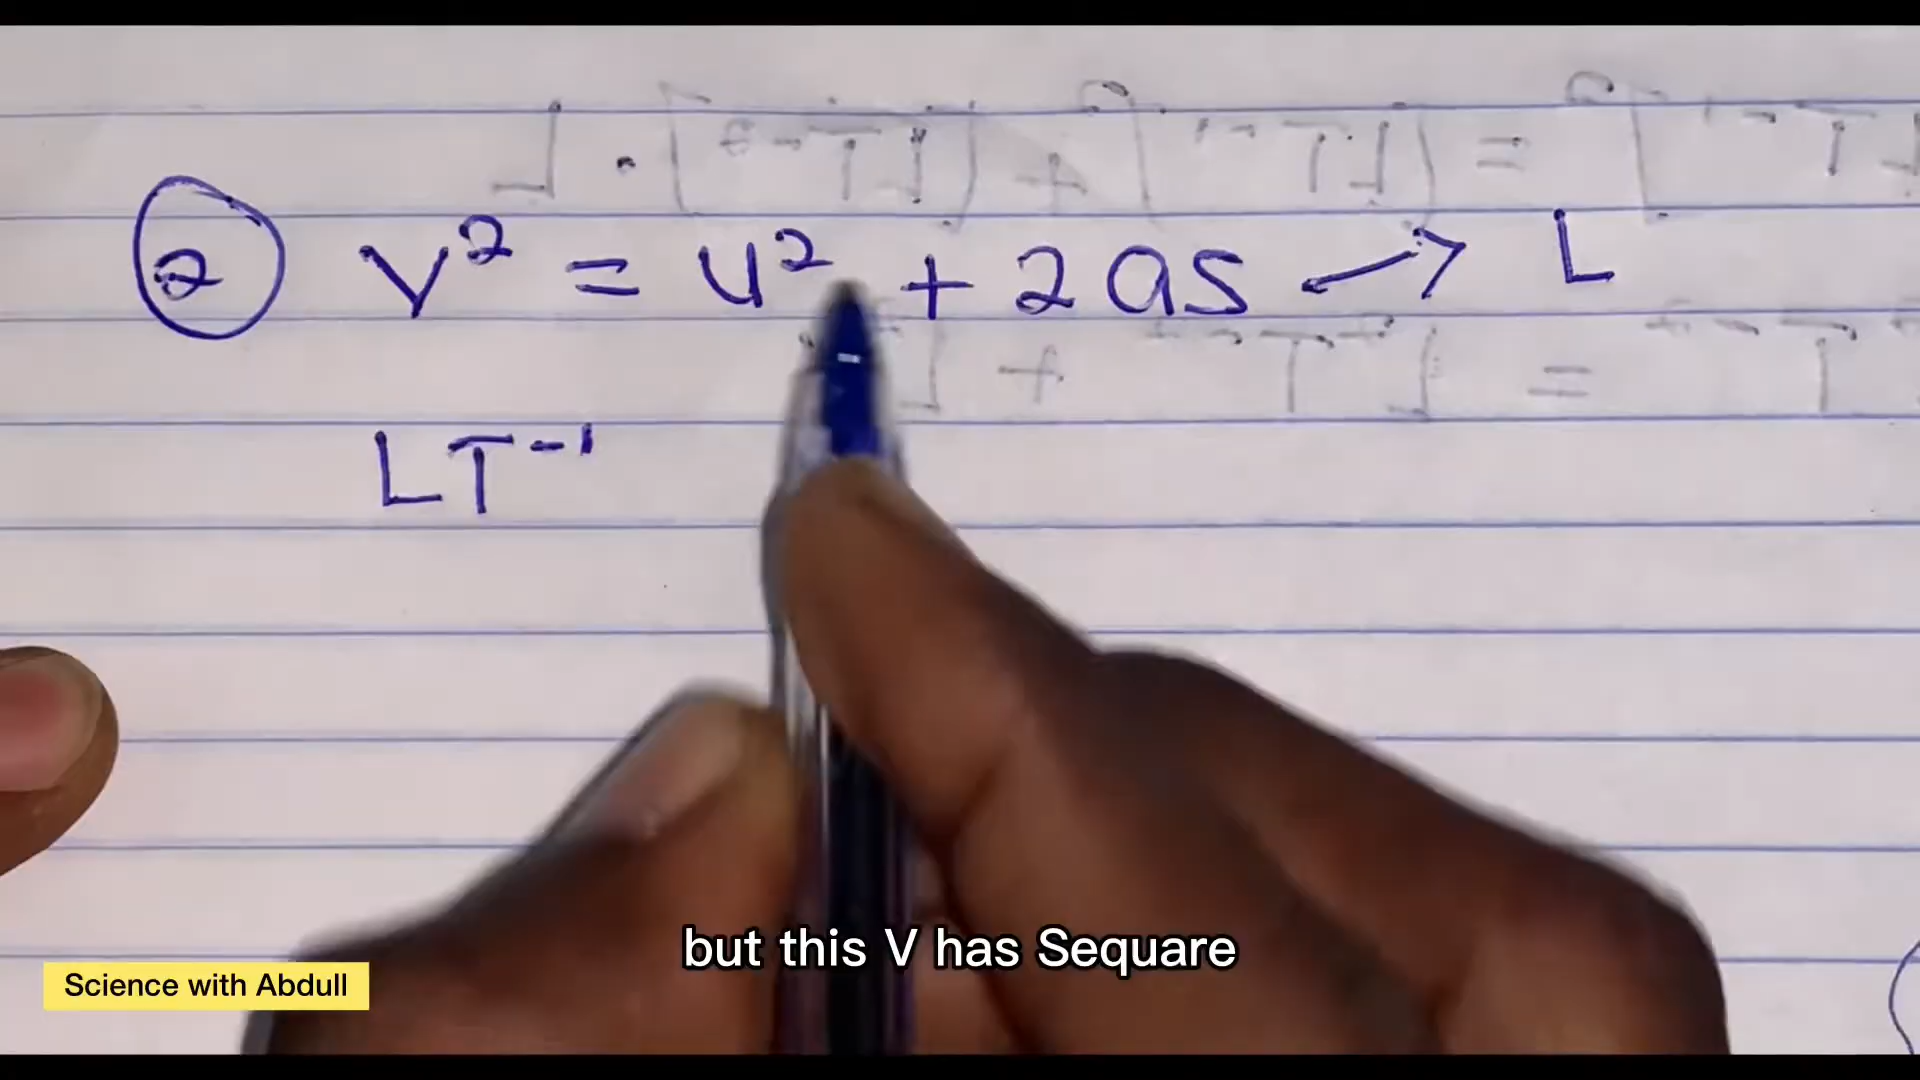 ② V² = U² + 2as → L
LT⁻¹
but this V has Sequare
Science with Abdull